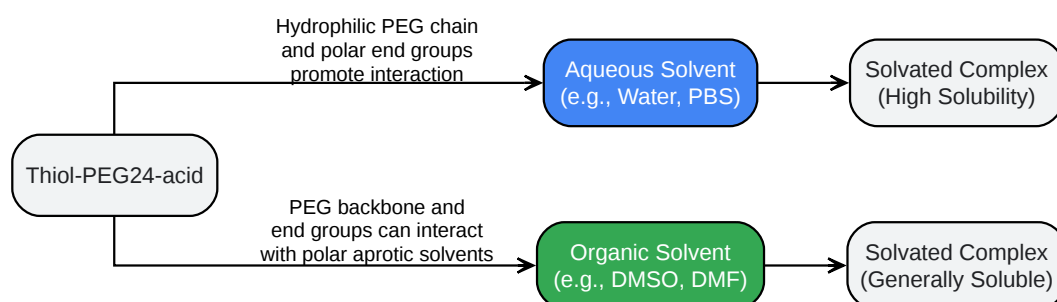 Hydrophilic PEG chain
and polar end groups
promote interaction
Aqueous Solvent
(e.g., Water, PBS)
Solvated Complex
(High Solubility)
Thiol-PEG24-acid
PEG backbone and
end groups can interact
with polar aprotic solvents
Organic Solvent
(e.g., DMSO, DMF)
Solvated Complex
(Generally Soluble)